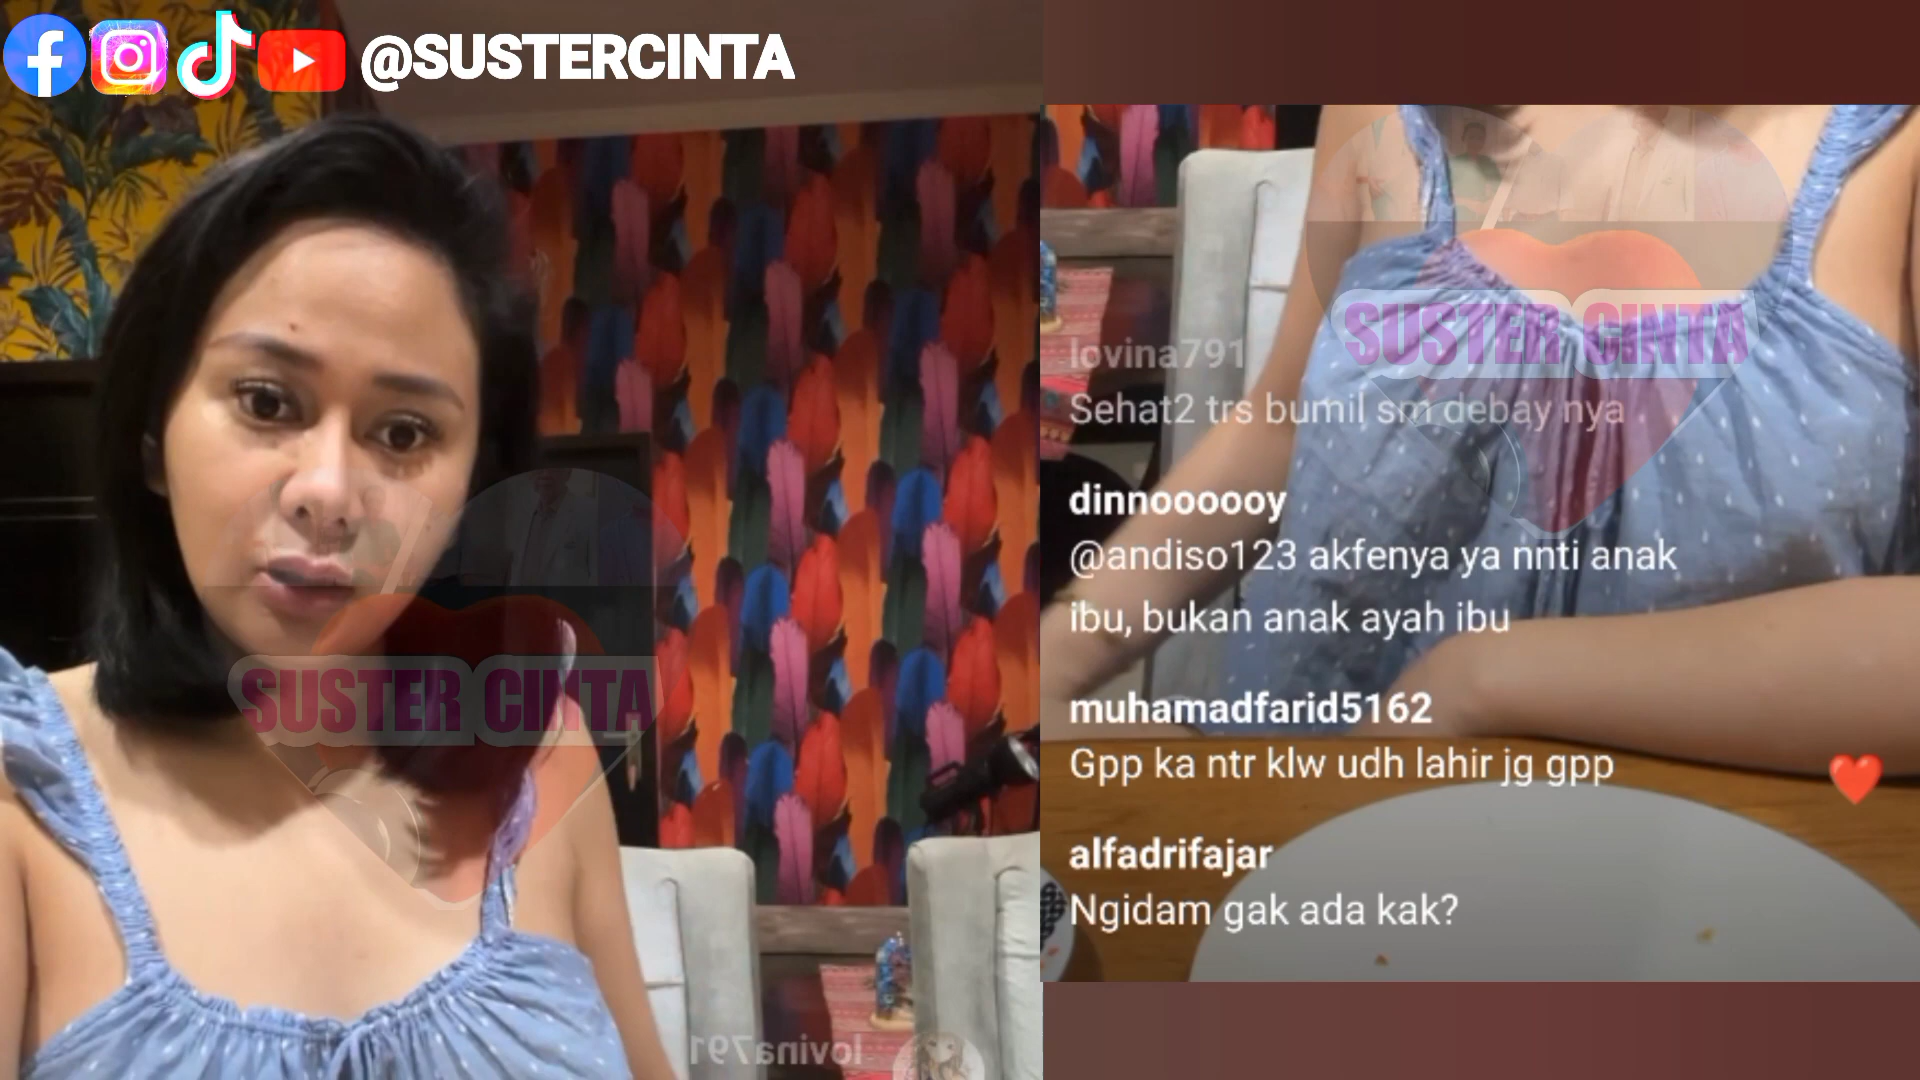 @SUSTERCINTA
SUSTER CINTA
lovina791
SUSTER CINTA
lovina791
Sehat2 trs bumil sm debay nya
dinnoooooy
@andiso123 akfenya ya nnti anak
ibu, bukan anak ayah ibu
muhamadfarid5162
Gpp ka ntr klw udh lahir jg gpp
alfadrifajar
Ngidam gak ada kak?